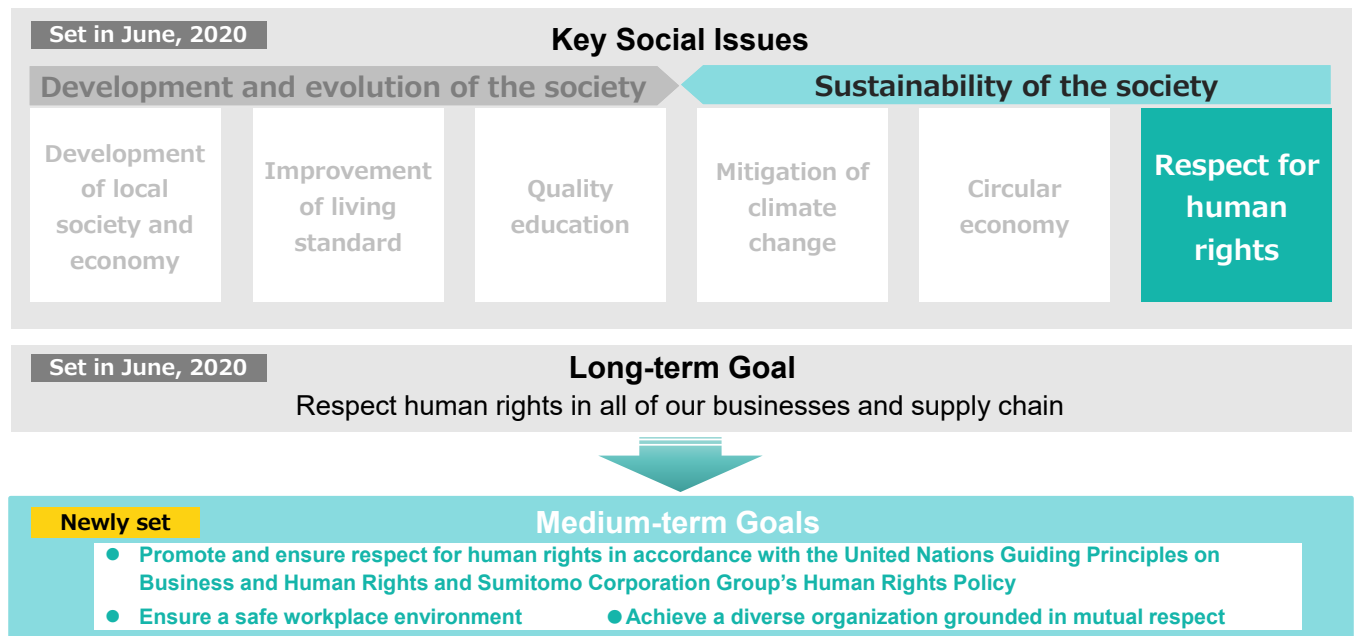 Set in June, 2020
Key Social Issues
Development and evolution of the society
Sustainability of the society
Development
of local
society and
economy
Improvement
of living
standard
Quality
education
Mitigation of
climate
change
Circular
economy
Respect for
human
rights
Set in June, 2020
Long-term Goal
Respect human rights in all of our businesses and supply chain
Newly set
Medium-term Goals
● Promote and ensure respect for human rights in accordance with the United Nations Guiding Principles on
Business and Human Rights and Sumitomo Corporation Group’s Human Rights Policy
● Ensure a safe workplace environment
● Achieve a diverse organization grounded in mutual respect